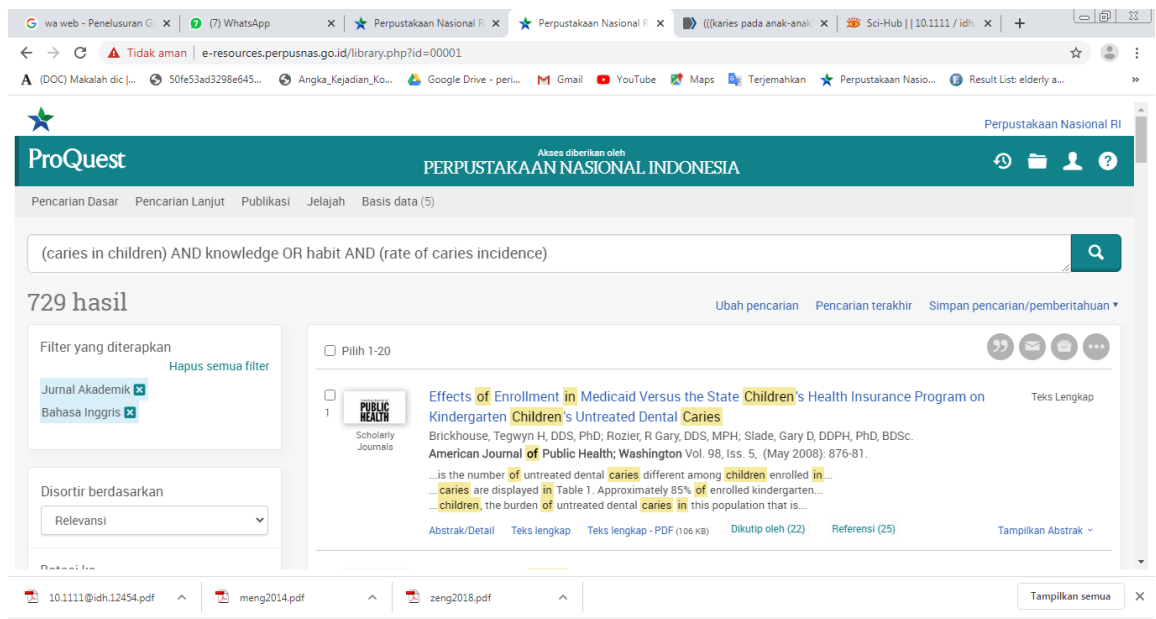 wa web - Penelusuran G
(7) WhatsApp
Perpustakaan Nasional R
Perpustakaan Nasional R
(((karies pada anak-anak
Sci-Hub | | 10.1111 / idh.
Tidak aman | e-resources.perpusnas.go.id/library.php?id=00001
(DOC) Makalah dic |...
50fe53ad3298e645...
Angka_Kejadian_Ko...
Google Drive - peri...
Gmail
YouTube
Maps
Terjemahkan
Perpustakaan Nasio...
Result List: elderly a...
Perpustakaan Nasional RI
ProQuest
Akses diberikan oleh
PERPUSTAKAAN NASIONAL INDONESIA
Pencarian Dasar Pencarian Lanjut Publikasi Jelajah Basis data (5)
(caries in children) AND knowledge OR habit AND (rate of caries incidence)
729 hasil
Ubah pencarian Pencarian terakhir Simpan pencarian/pemberitahuan
Filter yang diterapkan
Hapus semua filter
Jurnal Akademik
Bahasa Inggris
Disortir berdasarkan
Relevansi
Batasi ke
Pilih 1-20
1
PUBLIC
HEALTH
Scholarly
Journals
Effects of Enrollment in Medicaid Versus the State Children's Health Insurance Program on
Kindergarten Children's Untreated Dental Caries
Teks Lengkap
Brickhouse, Tegwyn H, DDS, PhD; Rozier, R Gary, DDS, MPH; Slade, Gary D, DDPH, PhD, BDSc.
American Journal of Public Health; Washington Vol. 98, Iss. 5, (May 2008): 876-81.
...is the number of untreated dental caries different among children enrolled in...
...caries are displayed in Table 1. Approximately 85% of enrolled kindergarten...
...children, the burden of untreated dental caries in this population that is...
Abstrak/Detail Teks lengkap Teks lengkap - PDF (106 KB) Dikutip oleh (22) Referensi (25) Tampilkan Abstrak
10.1111@idh.12454.pdf
meng2014.pdf
zeng2018.pdf
Tampilkan semua